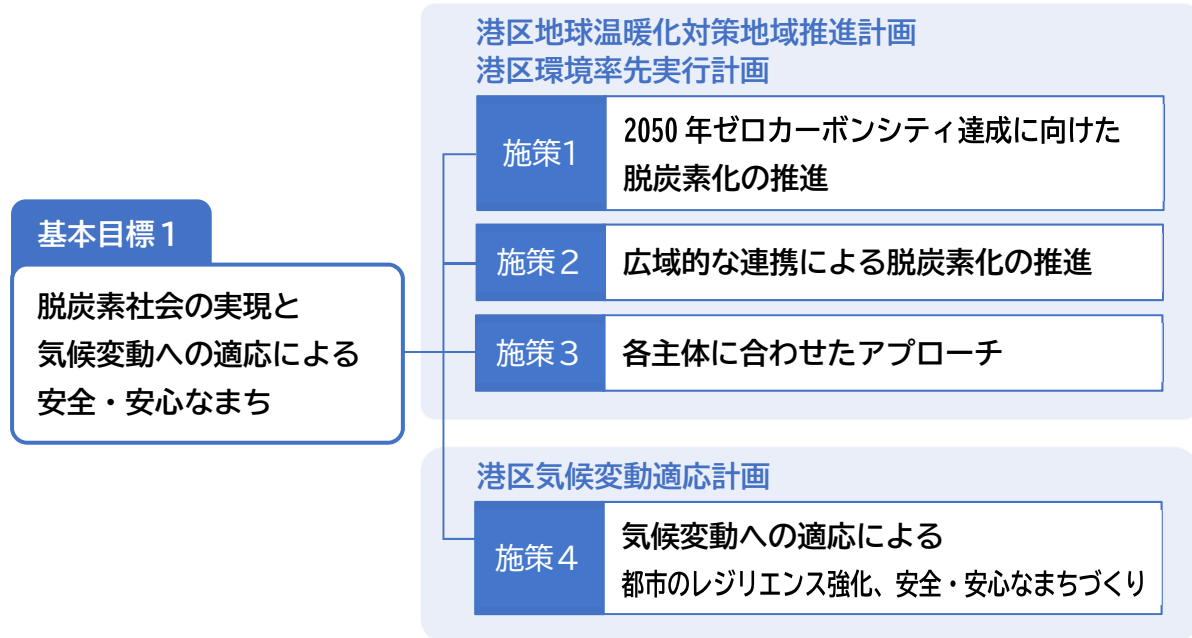 基本目標1
脱炭素社会の実現と
気候変動への適応による
安全・安心なまち
港区地球温暖化対策地域推進計画
港区環境率先実行計画
施策1
2050年ゼロカーボンシティ達成に向けた
脱炭素化の推進
施策2
広域的な連携による脱炭素化の推進
施策3
各主体に合わせたアプローチ
港区気候変動適応計画
施策4
気候変動への適応による
都市のレジリエンス強化、安全・安心なまちづくり